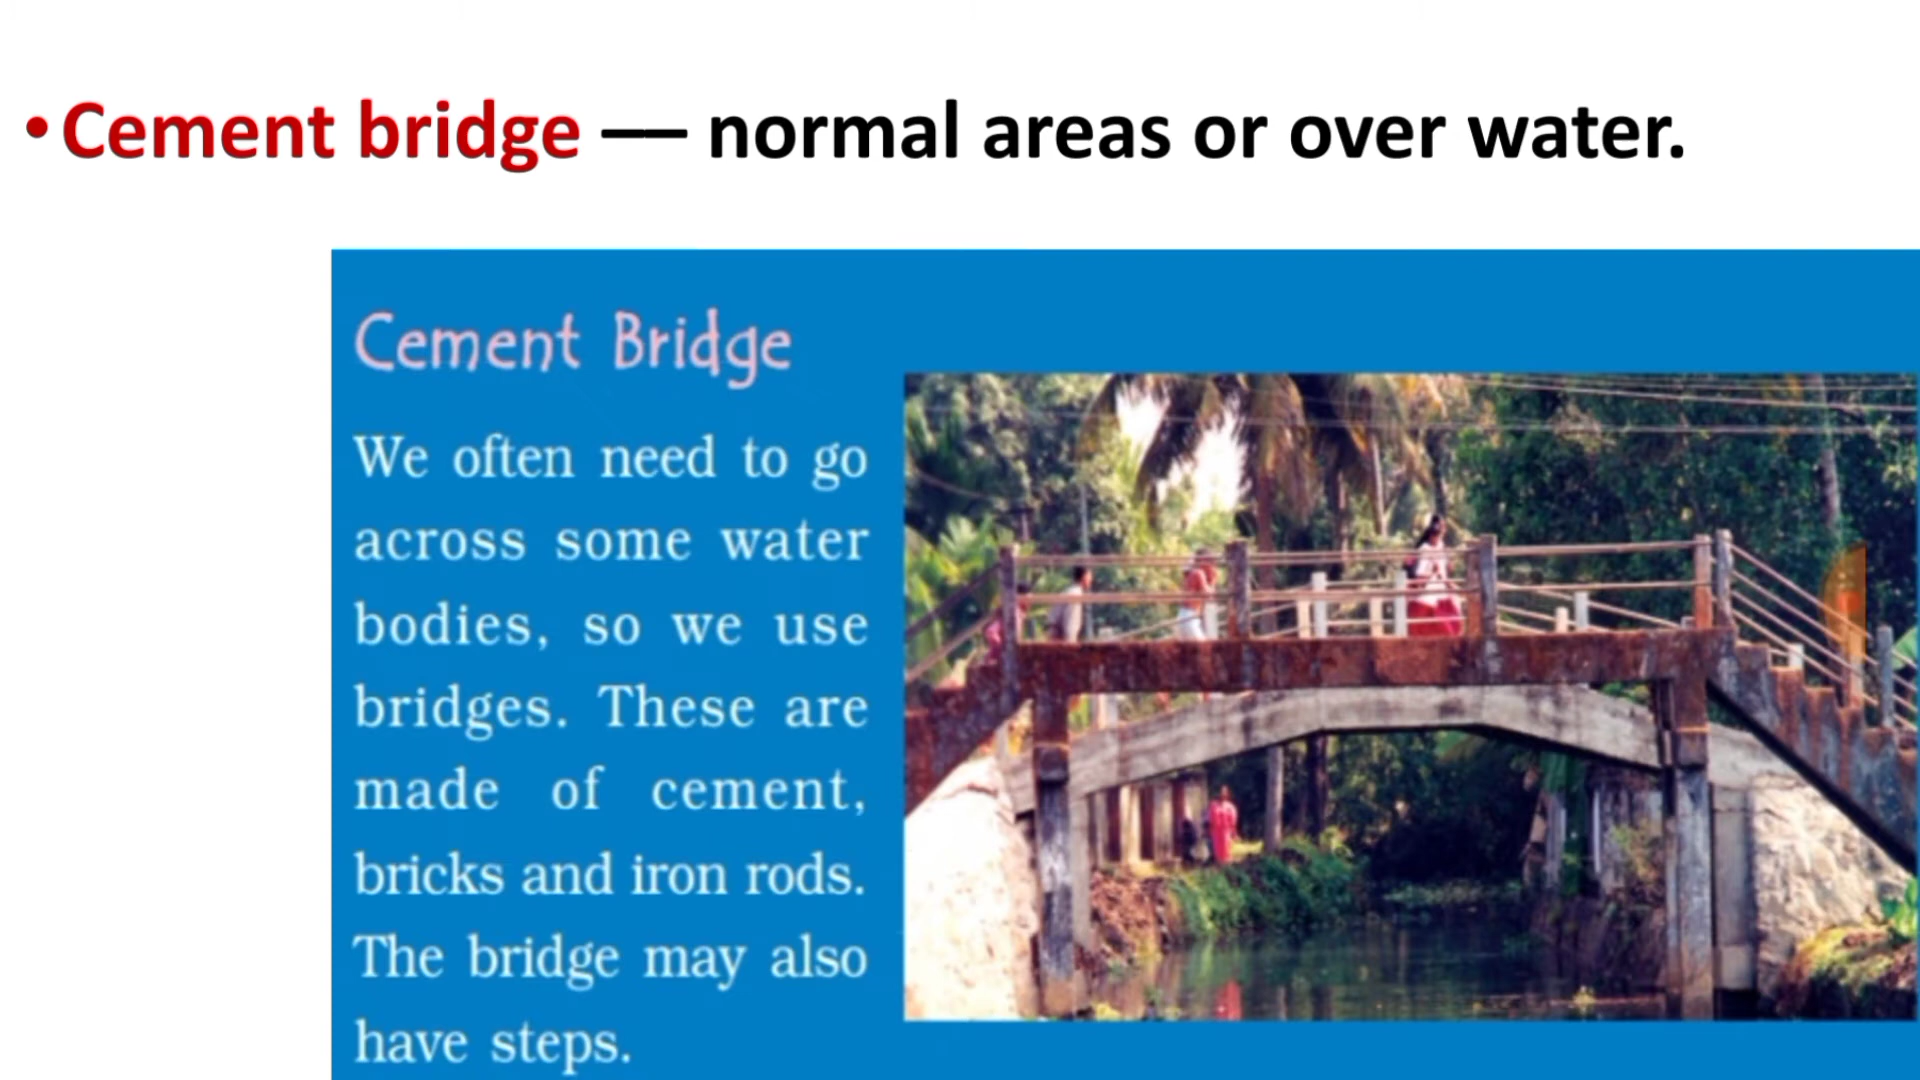 • Cement bridge — normal areas or over water.
Cement Bridge
We often need to go
across some water
bodies, so we use
bridges. These are
made of cement,
bricks and iron rods.
The bridge may also
have steps.